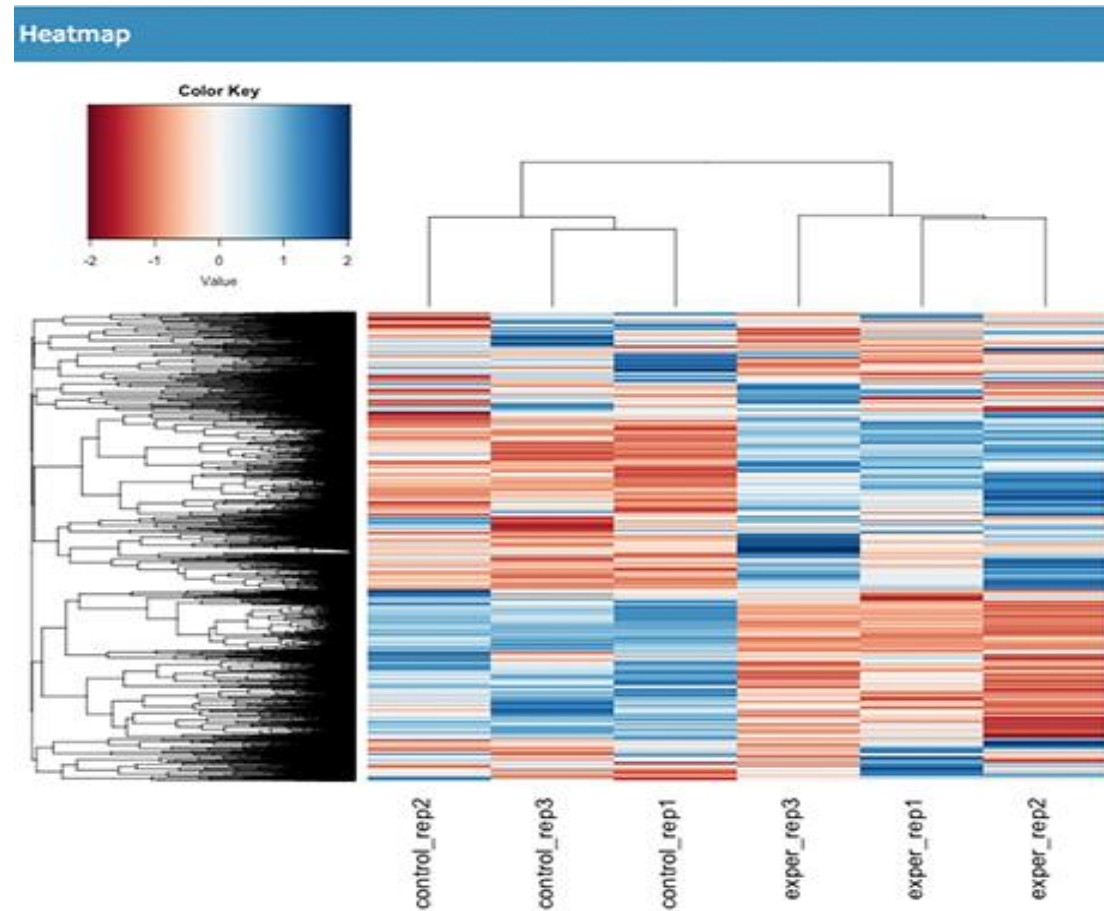 Heatmap
Color Key
-2 -1 0 1 2
Value
control_rep2
control_rep3
control_rep1
exper_rep3
exper_rep1
exper_rep2